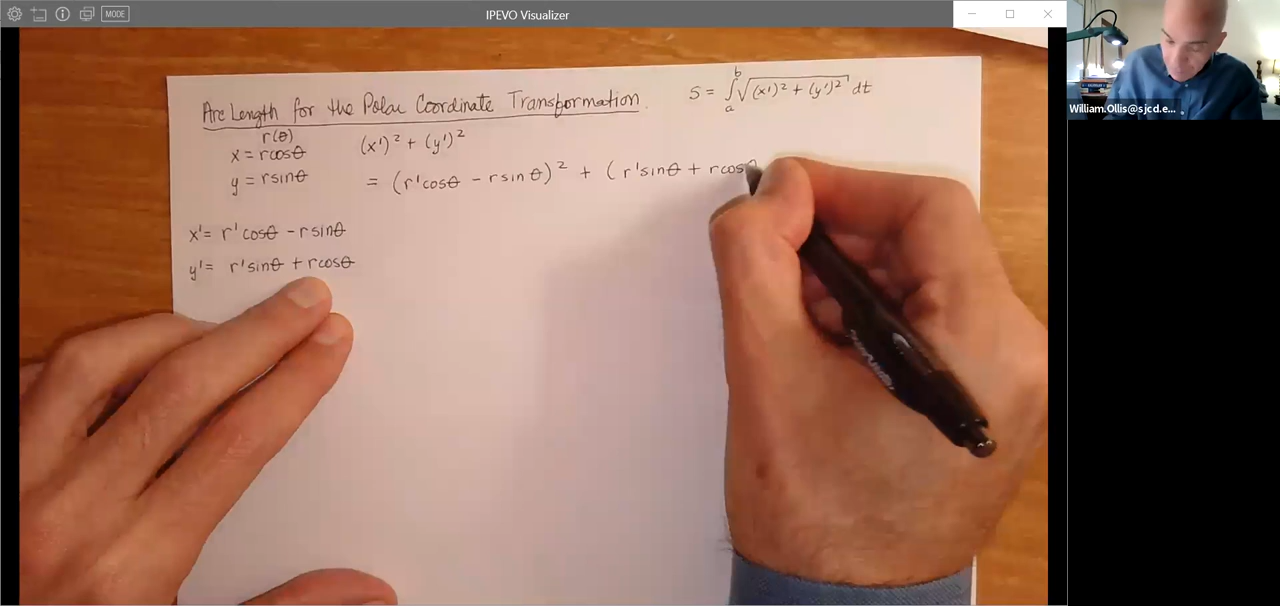 MODE
IPEVO Visualizer
Arc Length for the Polar Coordinate Transformation.
S = ∫ₐᵇ √(x')² + (y')² dt
r(θ)
x = rcosθ
y = rsinθ
(x')² + (y')²
= (r'cosθ - rsinθ)² + (r'sinθ + rcosθ
x' = r'cosθ - rsinθ
y' = r'sinθ + rcosθ
William.Ollis@sjcd.e...